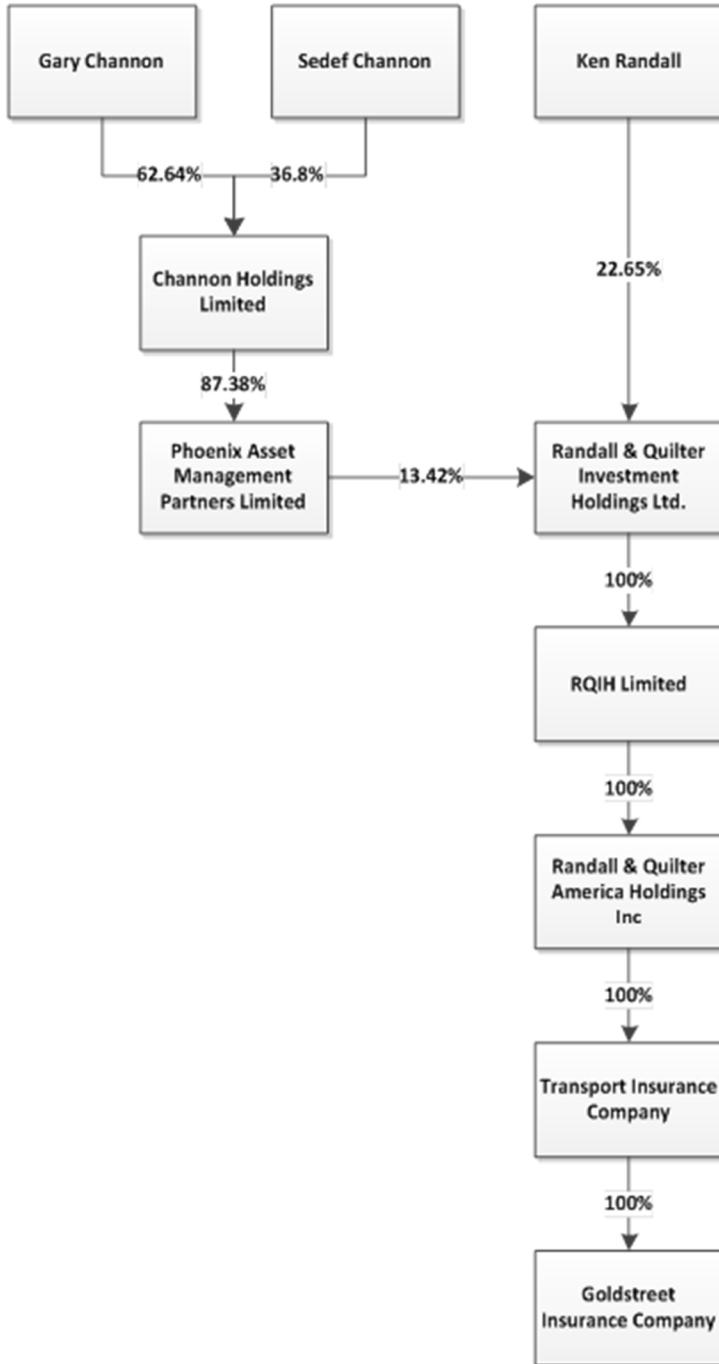 Gary Channon
Sedef Channon
Ken Randall
62.64%
36.8%
22.65%
Channon Holdings
Limited
87.38%
Phoenix Asset
Management
Partners Limited
13.42%
Randall & Quilter
Investment
Holdings Ltd.
100%
RQIH Limited
100%
Randall & Quilter
America Holdings
Inc
100%
Transport Insurance
Company
100%
Goldstreet
Insurance Company